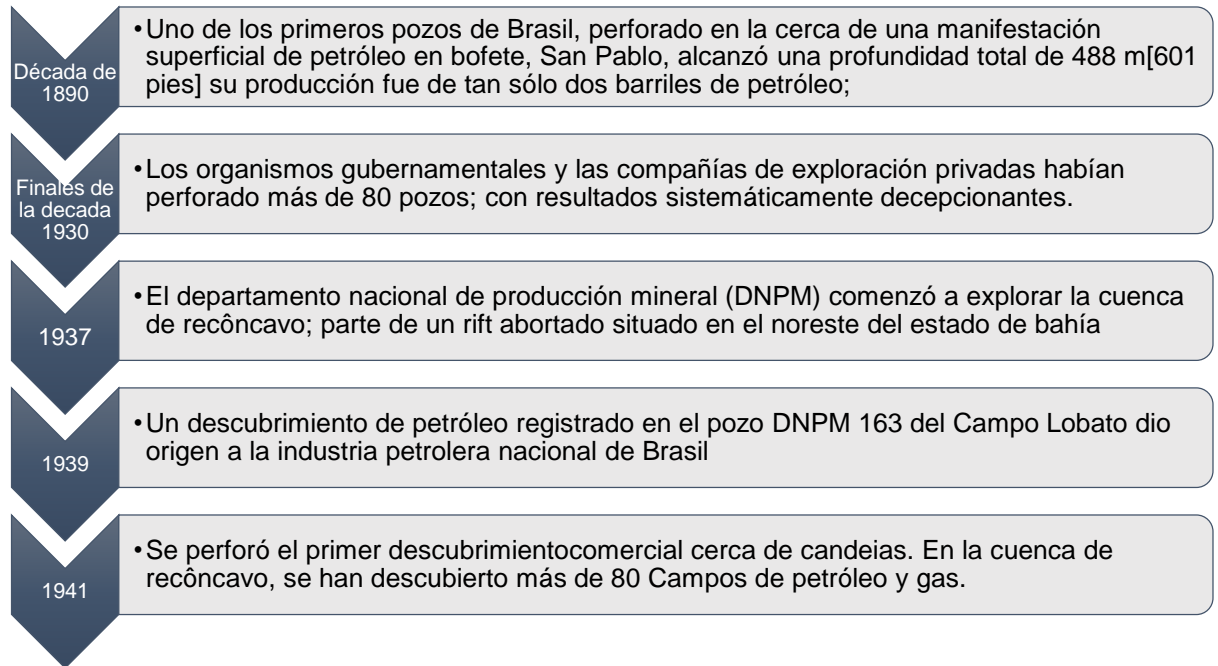 Década de
1890
•Uno de los primeros pozos de Brasil, perforado en la cerca de una manifestación
superficial de petróleo en bofete, San Pablo, alcanzó una profundidad total de 488 m[601
pies] su producción fue de tan sólo dos barriles de petróleo;
Finales de
la decada
1930
•Los organismos gubernamentales y las compañías de exploración privadas habían
perforado más de 80 pozos; con resultados sistemáticamente decepcionantes.
1937
•El departamento nacional de producción mineral (DNPM) comenzó a explorar la cuenca
de recôncavo; parte de un rift abortado situado en el noreste del estado de bahía
1939
•Un descubrimiento de petróleo registrado en el pozo DNPM 163 del Campo Lobato dio
origen a la industria petrolera nacional de Brasil
1941
•Se perforó el primer descubrimientocomercial cerca de candeias. En la cuenca de
recôncavo, se han descubierto más de 80 Campos de petróleo y gas.